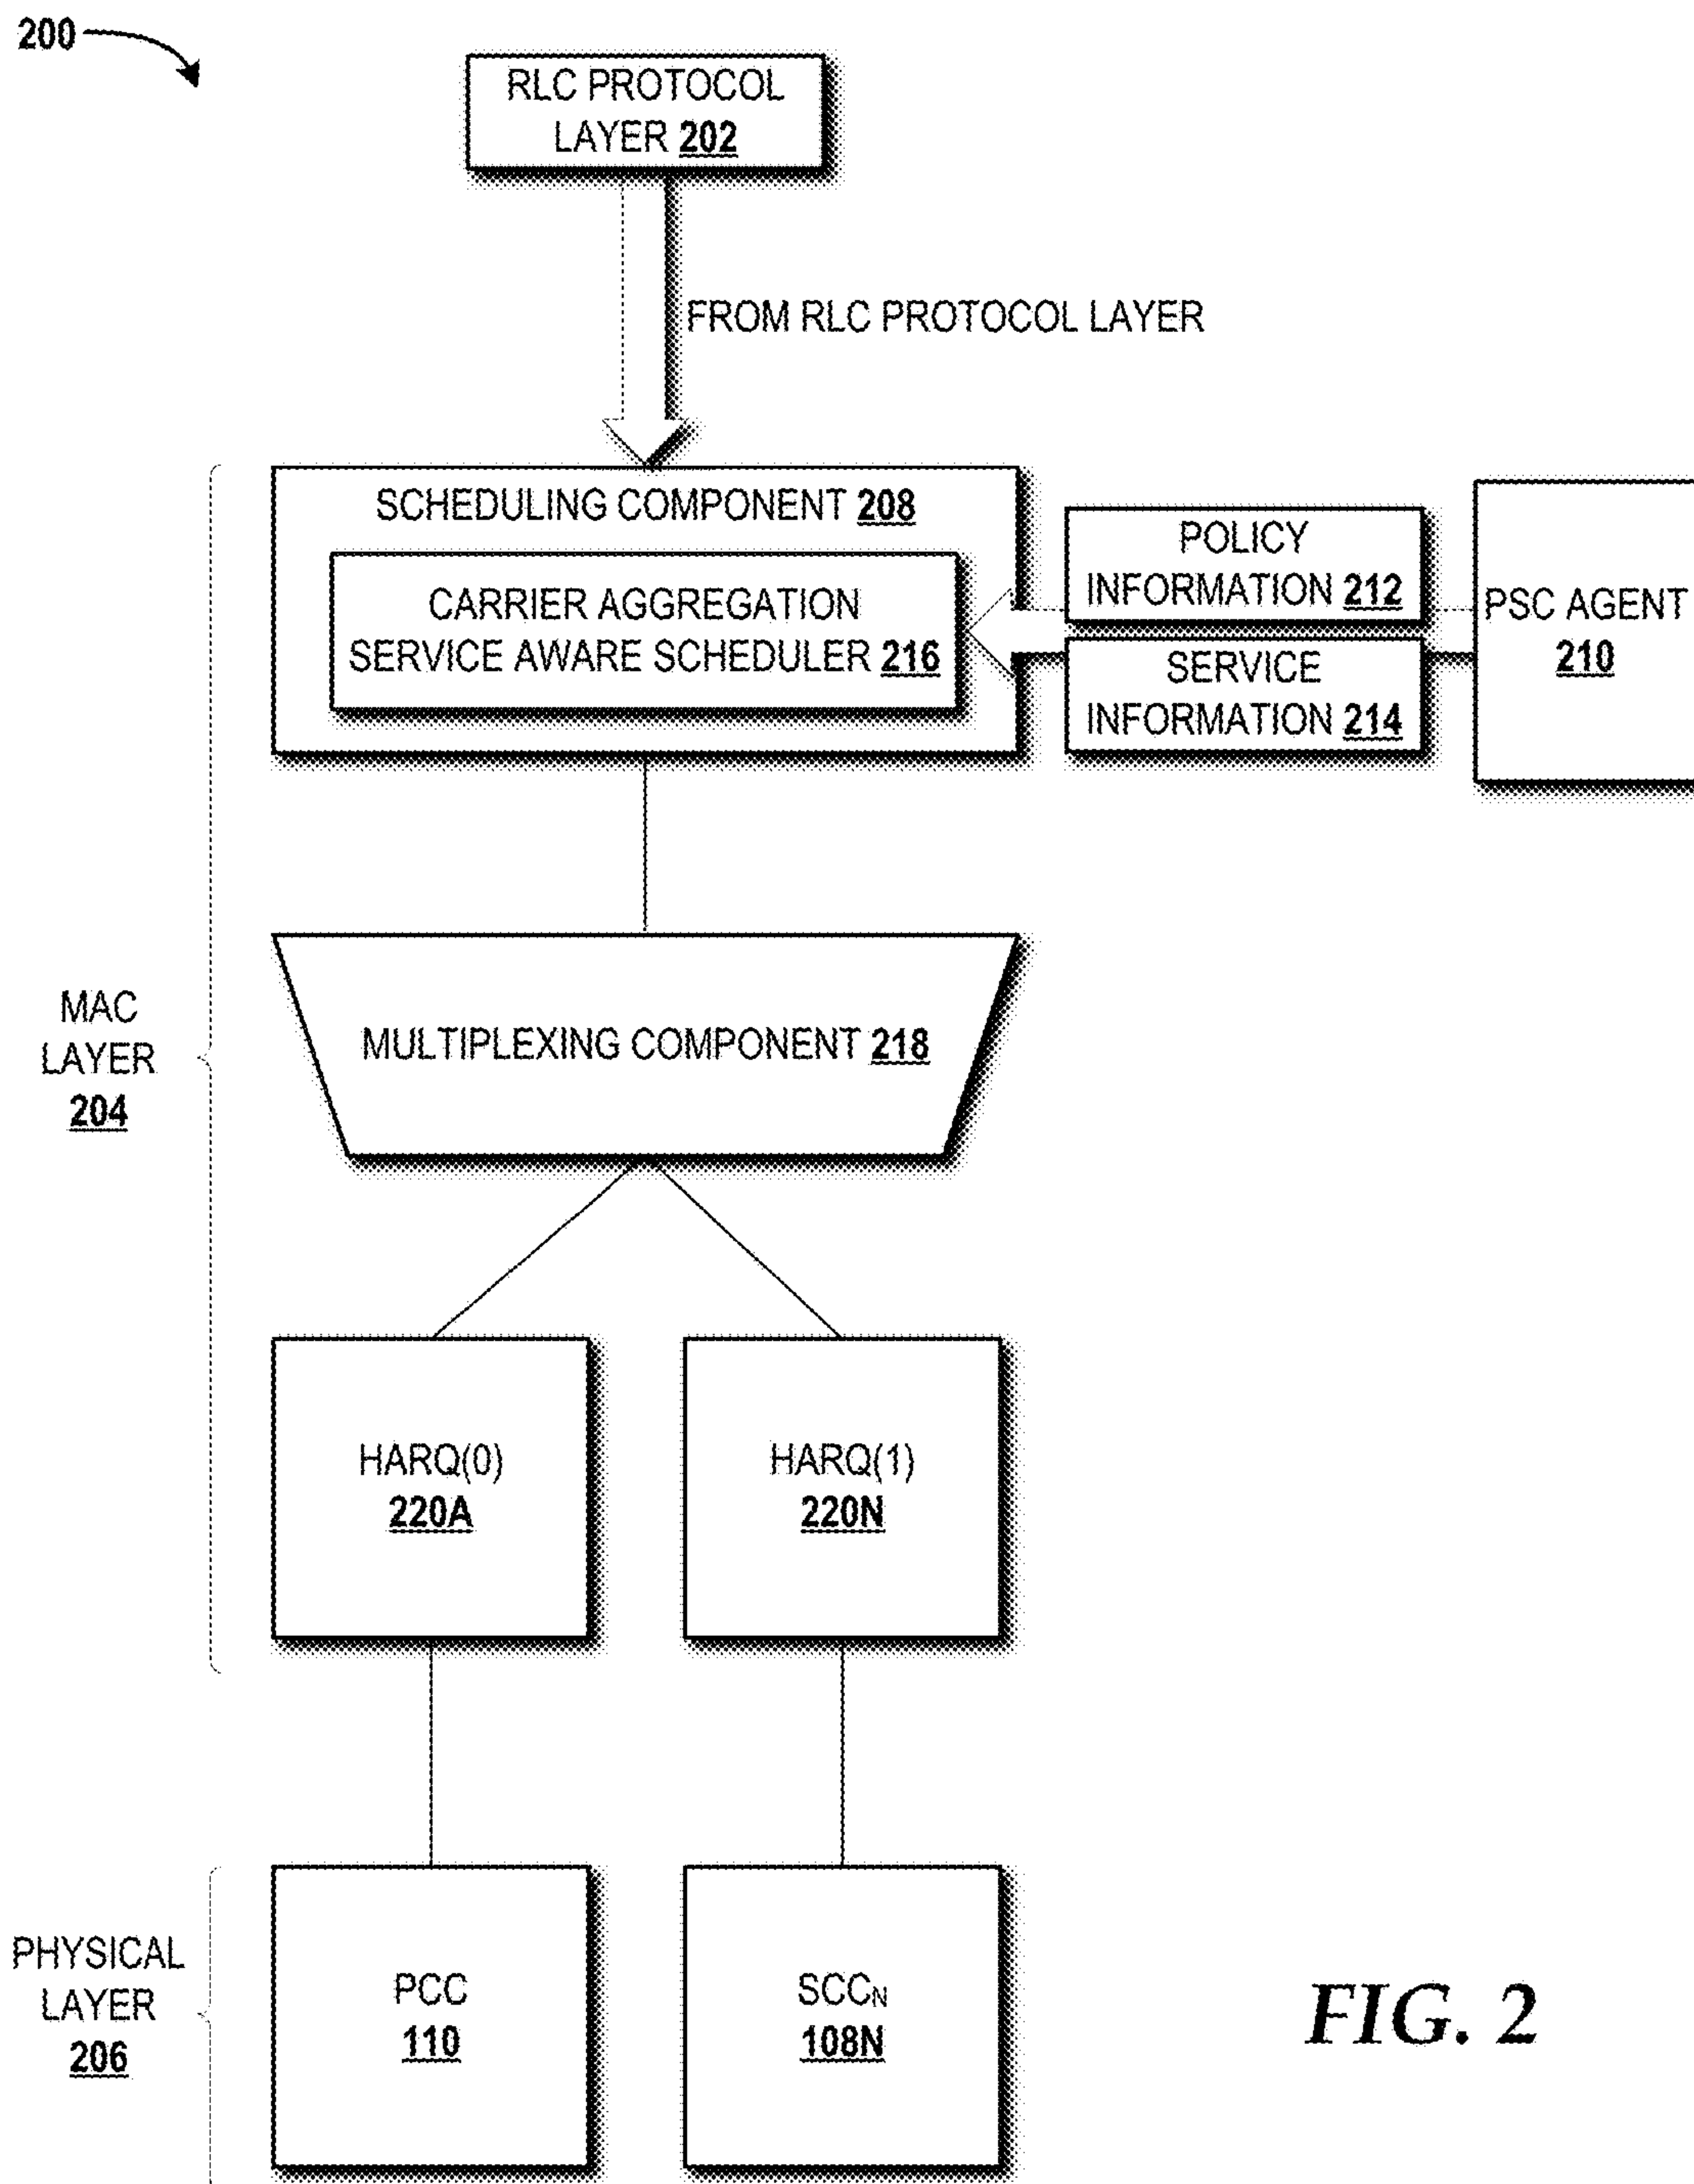 200
RLC PROTOCOL
LAYER 202
FROM RLC PROTOCOL LAYER
SCHEDULING COMPONENT 208
CARRIER AGGREGATION
SERVICE AWARE SCHEDULER 216
POLICY
INFORMATION 212
SERVICE
INFORMATION 214
PSC AGENT
210
MAC
LAYER
204
MULTIPLEXING COMPONENT 218
HARQ(0)
220A
HARQ(1)
220N
PHYSICAL
LAYER
206
PCC
110
SCCN
108N
FIG. 2